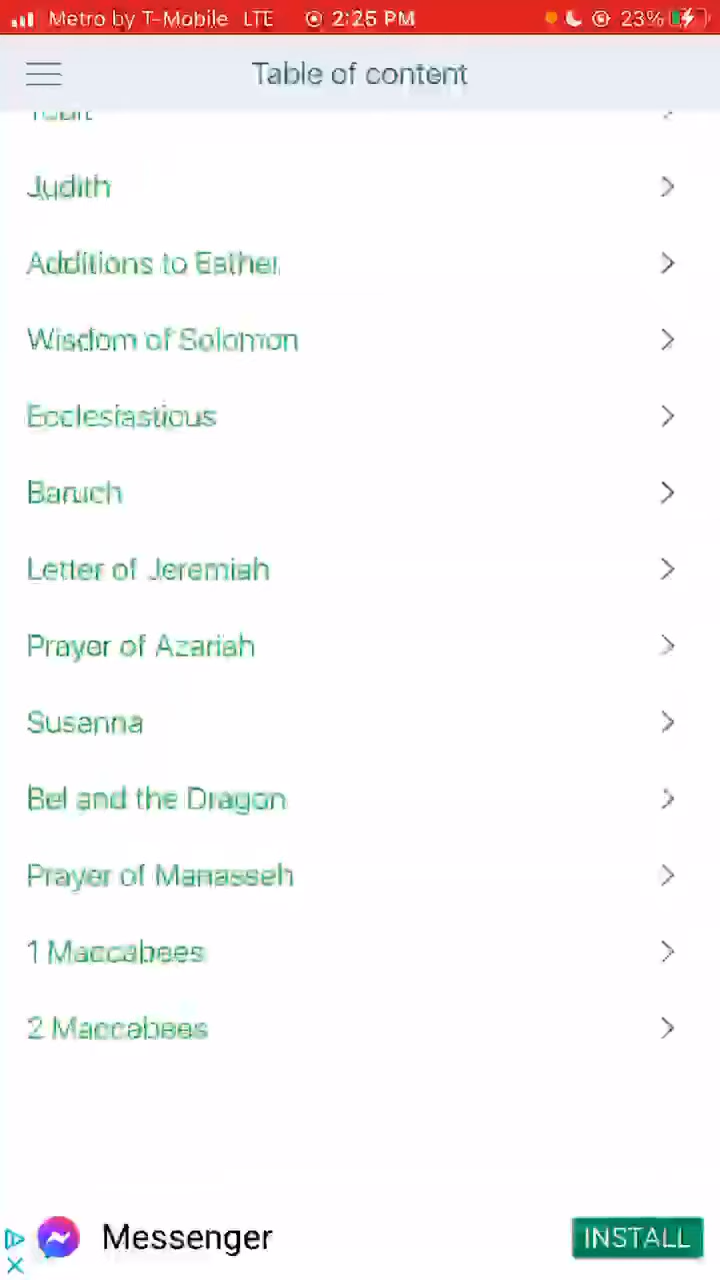 Metro by T-Mobile LTE 2:25 PM 23%
Table of content
Judith
Additions to Esther
Wisdom of Solomon
Ecclesiasticus
Baruch
Letter of Jeremiah
Prayer of Azariah
Susanna
Bel and the Dragon
Prayer of Manasseh
1 Maccabees
2 Maccabees
Messenger
INSTALL